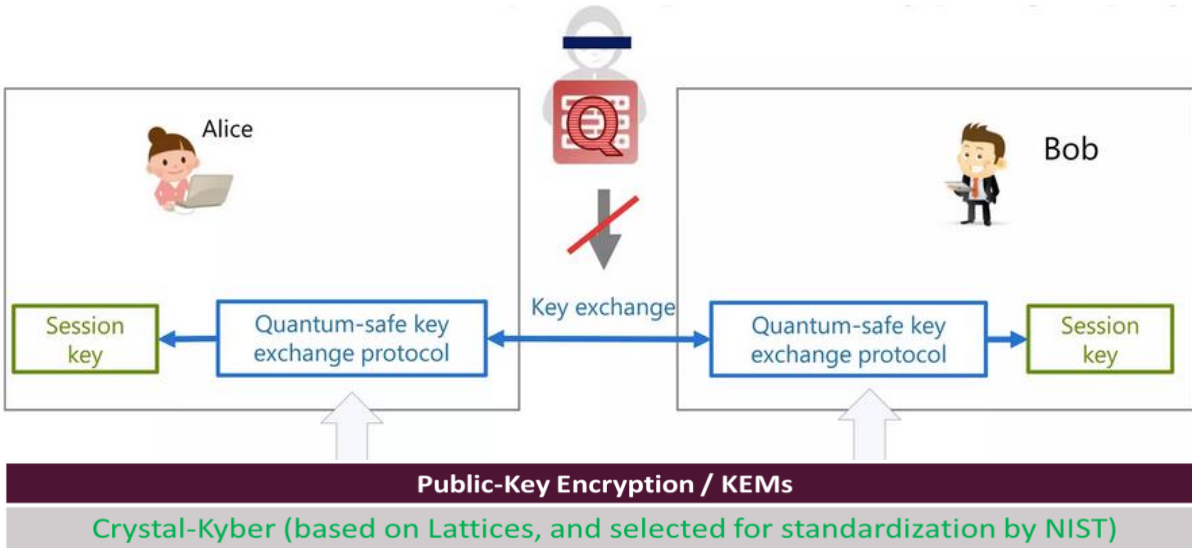 Alice
Q
Bob
Key exchange
Session
key
Quantum-safe key
exchange protocol
Quantum-safe key
exchange protocol
Session
key
Public-Key Encryption / KEMs
Crystal-Kyber (based on Lattices, and selected for standardization by NIST)